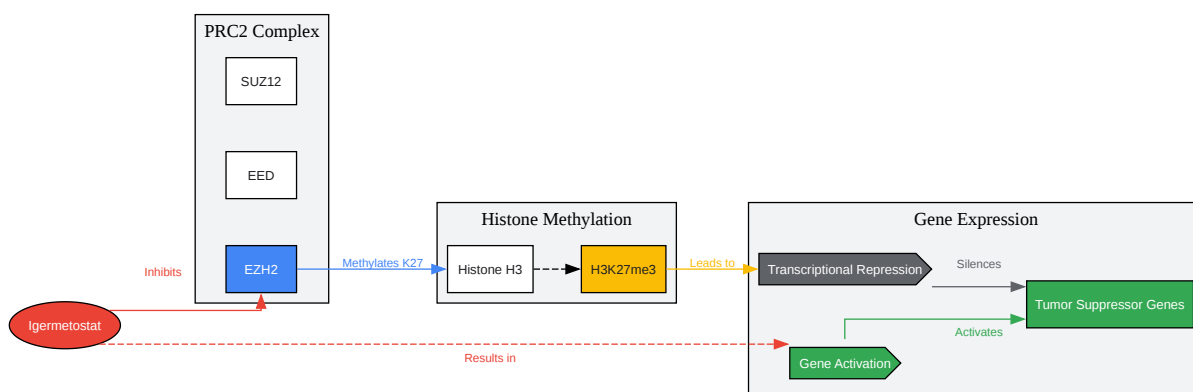 PRC2 Complex
SUZ12
EED
EZH2
Inhibits
Igermetostat
Methylates K27
Histone Methylation
Histone H3
H3K27me3
Leads to
Gene Expression
Transcriptional Repression
Silences
Tumor Suppressor Genes
Activates
Gene Activation
Results in